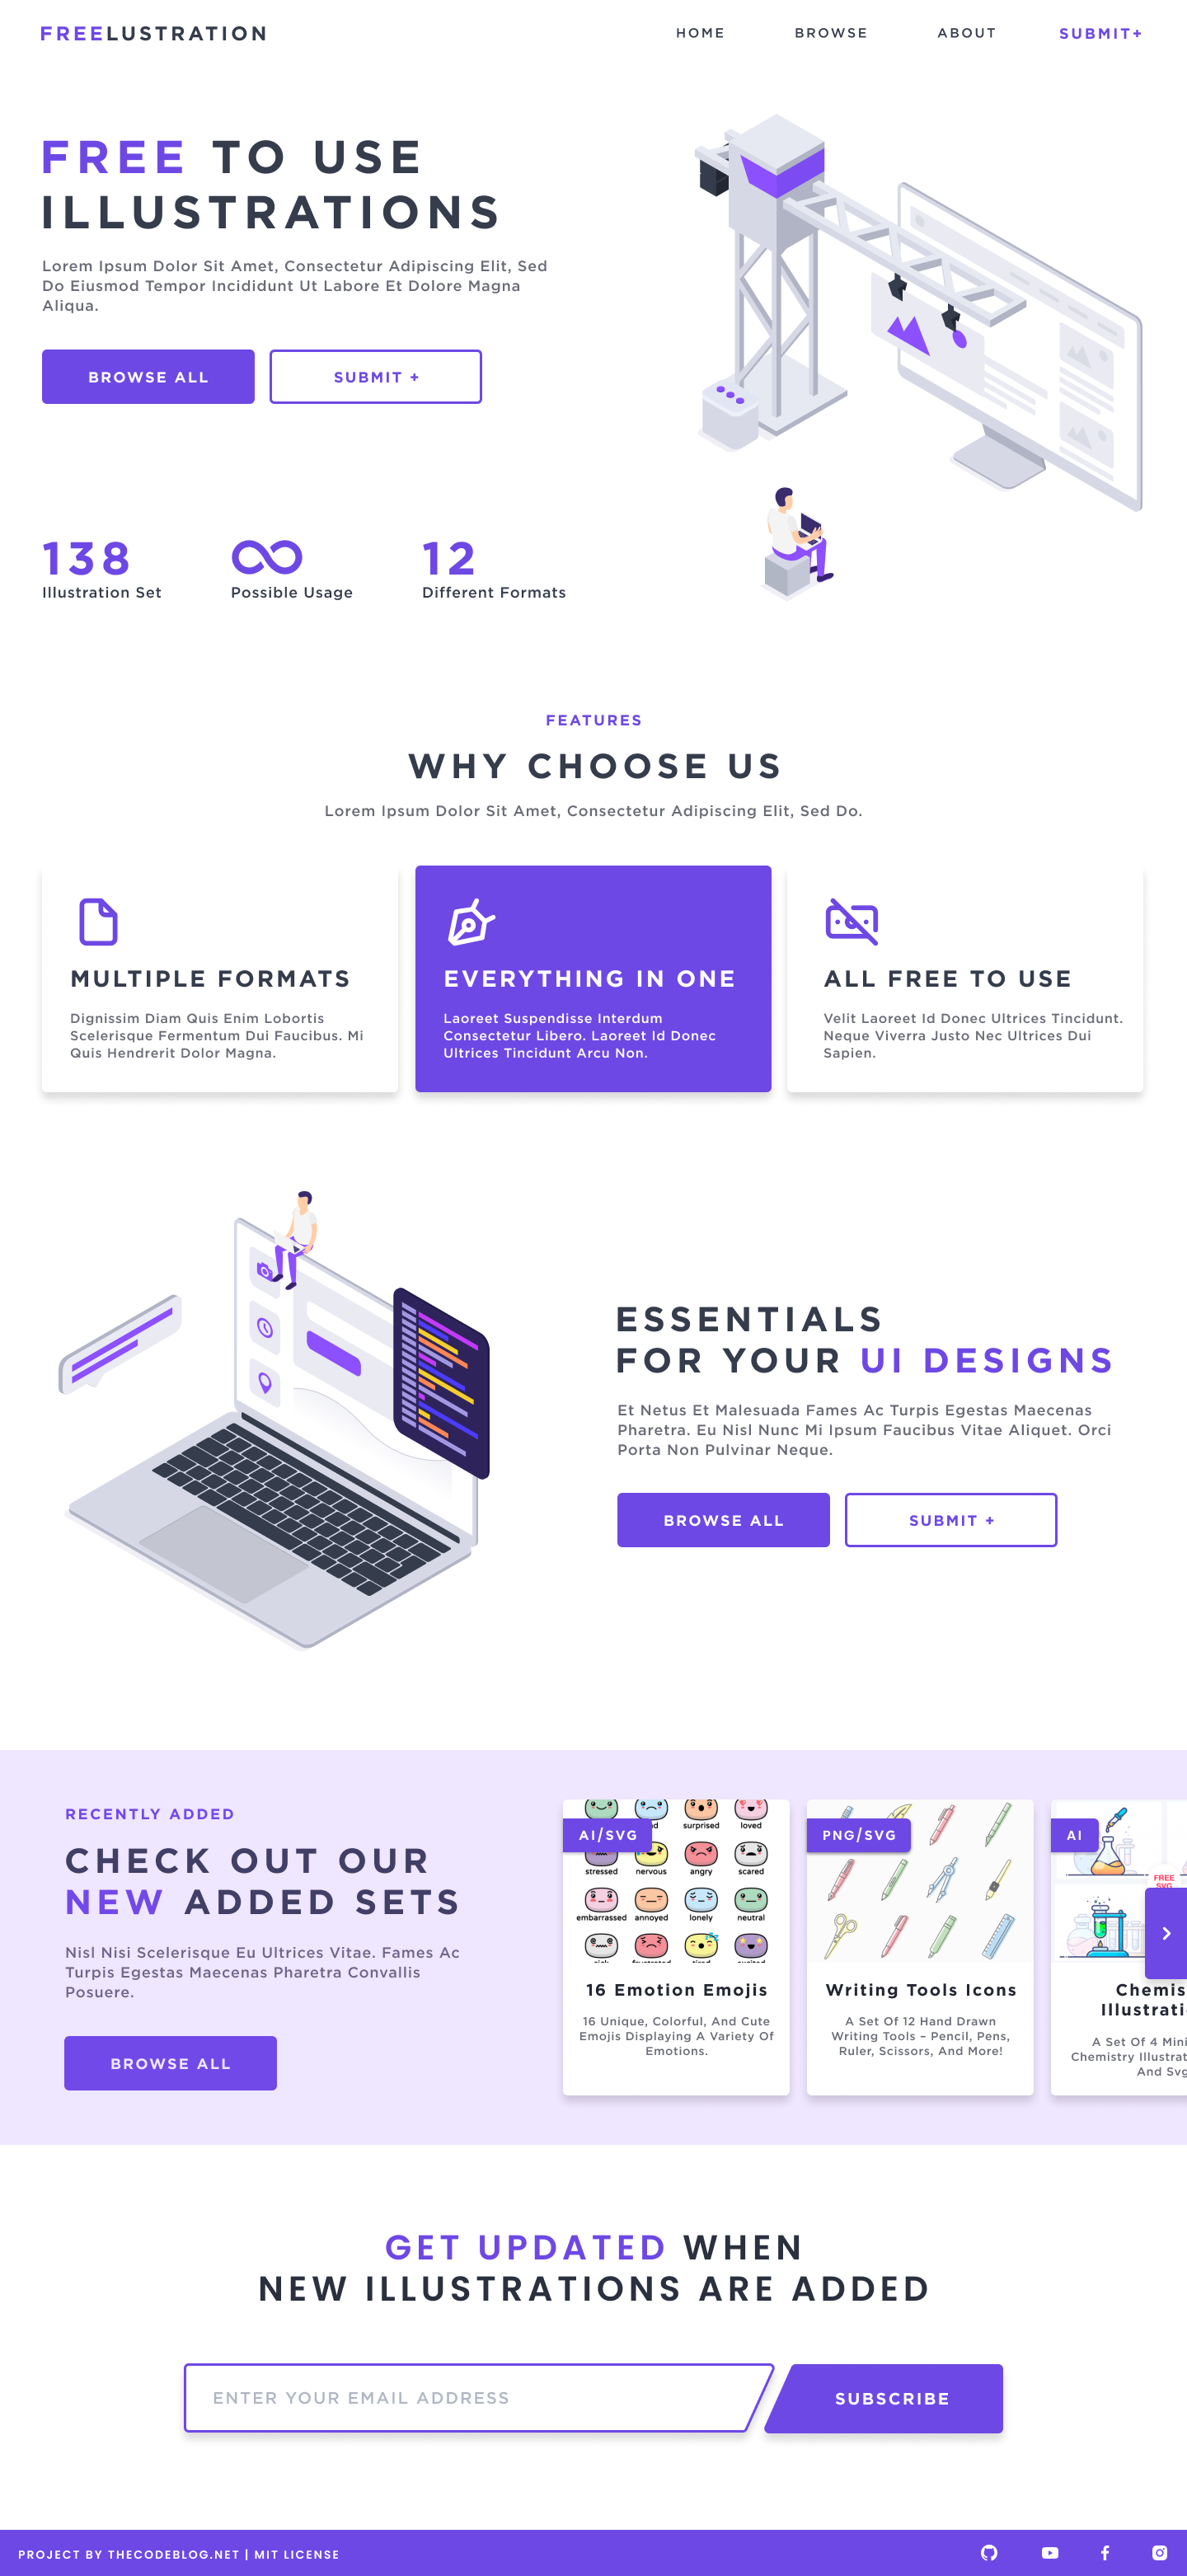 FREELUSTRATION
HOME
BROWSE
ABOUT
SUBMIT+
FREE TO USE
ILLUSTRATIONS
Lorem Ipsum Dolor Sit Amet, Consectetur Adipiscing Elit, Sed
Do Eiusmod Tempor Incididunt Ut Labore Et Dolore Magna
Aliqua.
BROWSE ALL
SUBMIT +
138
Illustration Set
Possible Usage
12
Different Formats
FEATURES
WHY CHOOSE US
Lorem Ipsum Dolor Sit Amet, Consectetur Adipiscing Elit, Sed Do.
MULTIPLE FORMATS
Dignissim Diam Quis Enim Lobortis
Scelerisque Fermentum Dui Faucibus. Mi
Quis Hendrerit Dolor Magna.
EVERYTHING IN ONE
Laoreet Suspendisse Interdum
Consectetur Libero. Laoreet Id Donec
Ultrices Tincidunt Arcu Non.
ALL FREE TO USE
Velit Laoreet Id Donec Ultrices Tincidunt.
Neque Viverra Justo Nec Ultrices Dui
Sapien.
ESSENTIALS
FOR YOUR UI DESIGNS
Et Netus Et Malesuada Fames Ac Turpis Egestas Maecenas
Pharetra. Eu Nisl Nunc Mi Ipsum Faucibus Vitae Aliquet. Orci
Porta Non Pulvinar Neque.
BROWSE ALL
SUBMIT +
RECENTLY ADDED
CHECK OUT OUR
NEW ADDED SETS
Nisl Nisi Scelerisque Eu Ultrices Vitae. Fames Ac
Turpis Egestas Maecenas Pharetra Convallis
Posuere.
BROWSE ALL
surprised loved
AI/SVG
stressed nervous angry scared
embarrassed annoyed lonely neutral
16 Emotion Emojis
16 Unique, Colorful, And Cute
Emojis Displaying A Variety Of
Emotions.
PNG/SVG
Writing Tools Icons
A Set Of 12 Hand Drawn
Writing Tools – Pencil, Pens,
Ruler, Scissors, And More!
AI
FREE
SVG
Chemis
Illustrati
A Set Of 4 Mini
Chemistry Illustrat
And Svg
GET UPDATED WHEN
NEW ILLUSTRATIONS ARE ADDED
ENTER YOUR EMAIL ADDRESS
SUBSCRIBE
PROJECT BY THECODEBLOG.NET | MIT LICENSE